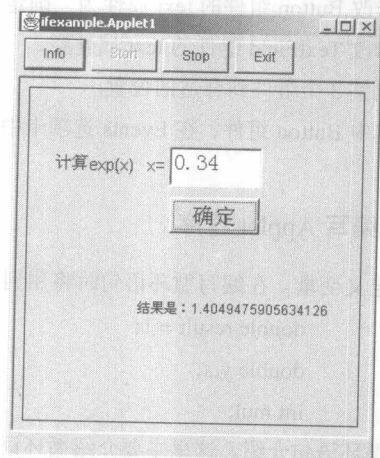 ifexample.Applet1
Info Start Stop Exit
计算exp(x) x= 0.34
确定
结果是：1.4049475905634126